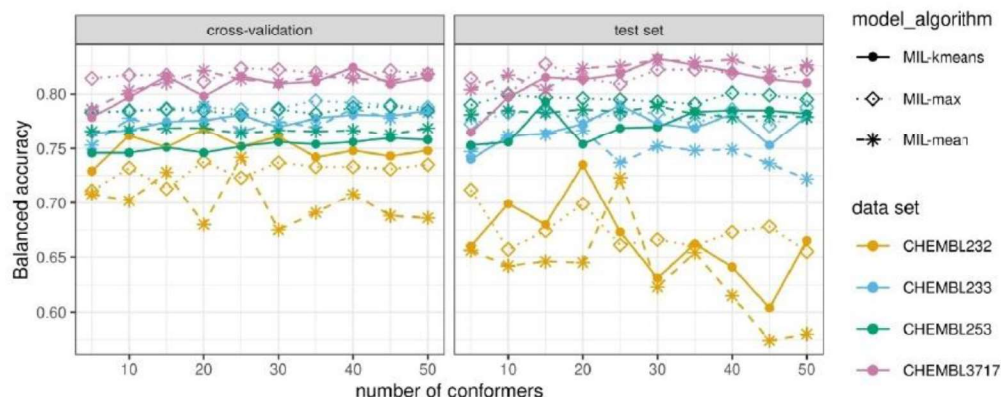 cross-validation
test set
Balanced accuracy
0.80
0.75
0.70
0.65
0.60
10 20 30 40 50
10 20 30 40 50
number of conformers
model_algorithm
MIL-kmeans
MIL-max
MIL-mean
data set
CHEMBL232
CHEMBL233
CHEMBL253
CHEMBL3717